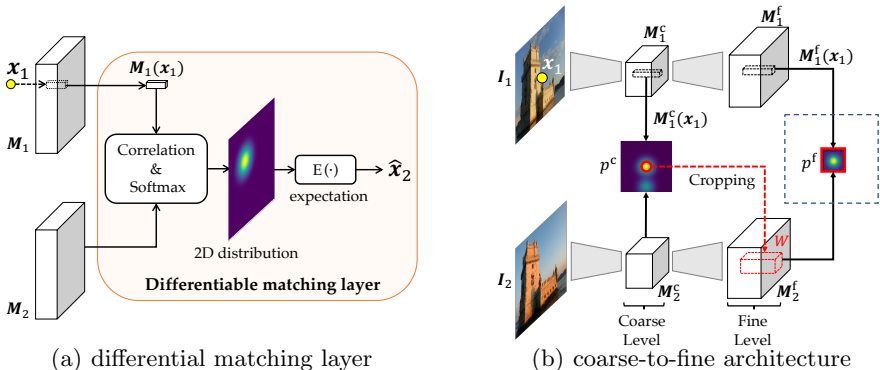 x₁
M₁(x₁)
M₁
Correlation
&
Softmax
E(·)
x̂₂
expectation
2D distribution
M₂
Differentiable matching layer
(a) differential matching layer
M₁ᶜ
M₁ᶠ
I₁
x₁
M₁ᶠ(x₁)
M₁ᶜ(x₁)
pᶜ
pᶠ
Cropping
W
I₂
M₂ᶜ
M₂ᶠ
Coarse
Level
Fine
Level
(b) coarse-to-fine architecture